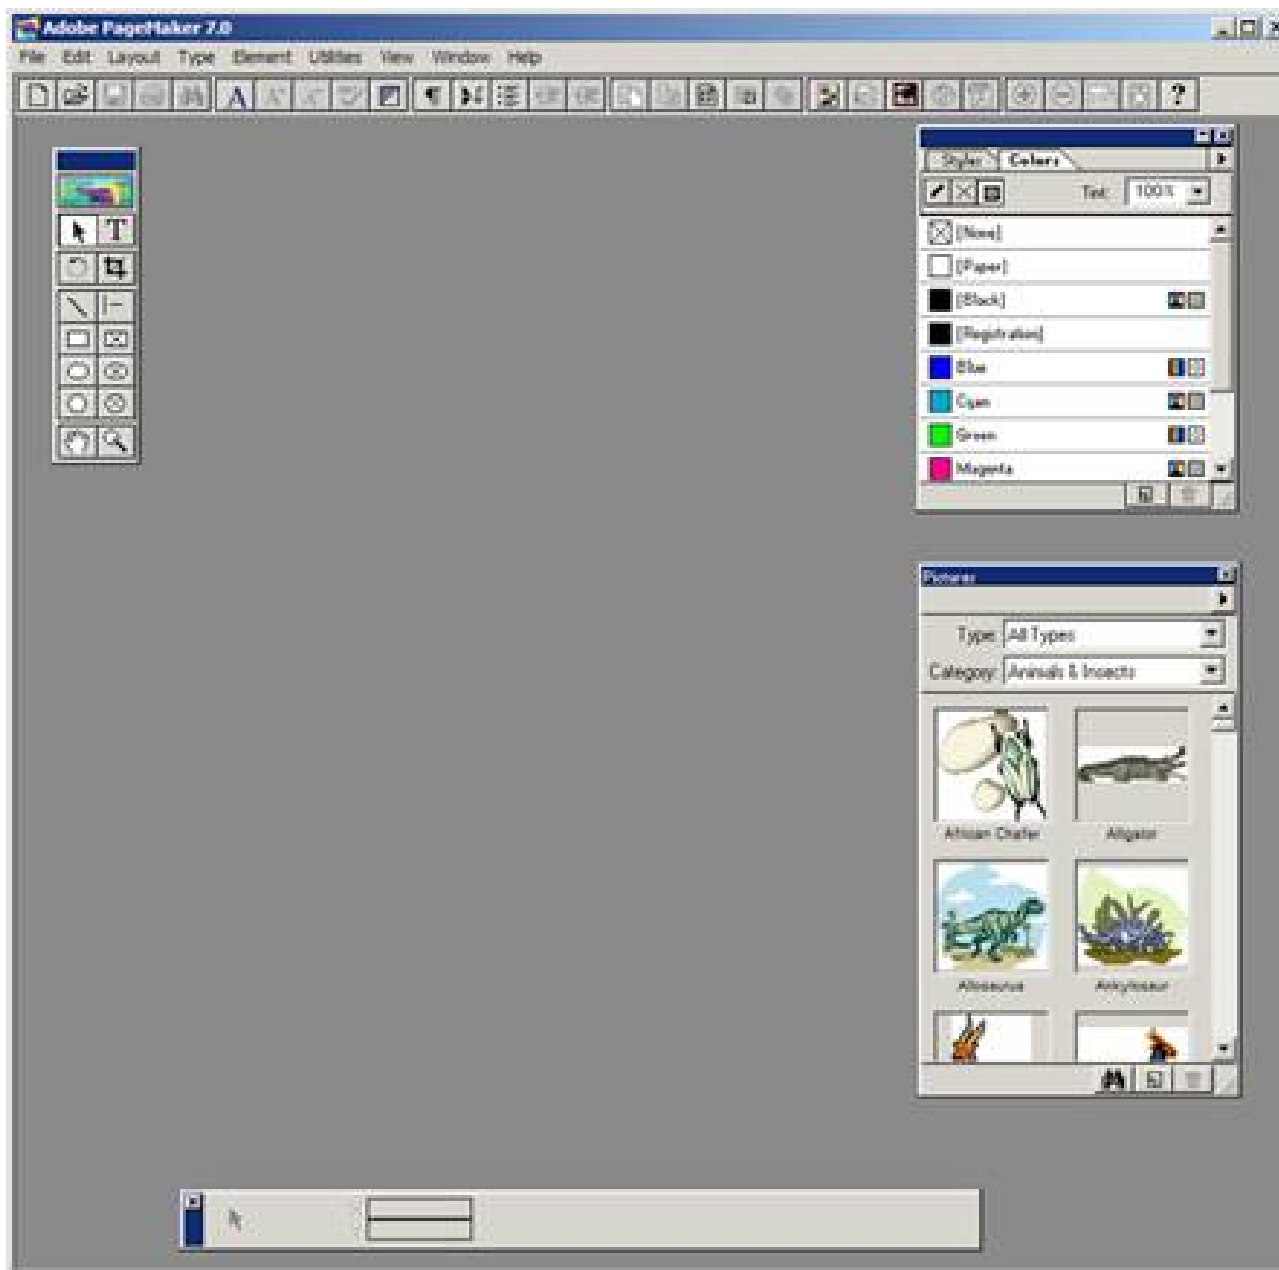 Adobe PageMaker 7.0
File Edit Layout Type Element Utilities View Window Help
A ?
T
Styles Colors
Tint: 100%
[None]
[Paper]
[Black]
[Registration]
Blue
Cyan
Green
Magenta
Pictures
Type: All Types
Category: Animals & Insects
African Chafer Alligator
Allosaurus Ankylosaur